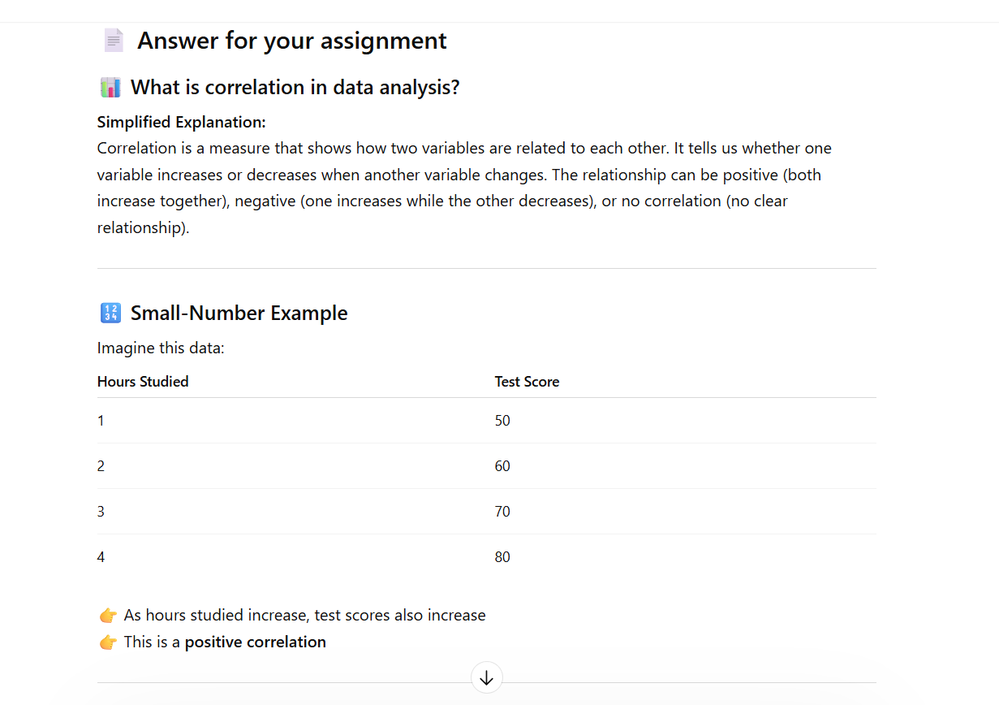 Answer for your assignment
What is correlation in data analysis?
Simplified Explanation:
Correlation is a measure that shows how two variables are related to each other. It tells us whether one
variable increases or decreases when another variable changes. The relationship can be positive (both
increase together), negative (one increases while the other decreases), or no correlation (no clear
relationship).
Small-Number Example
Imagine this data:
Hours Studied Test Score
1 50
2 60
3 70
4 80
👉 As hours studied increase, test scores also increase
👉 This is a positive correlation